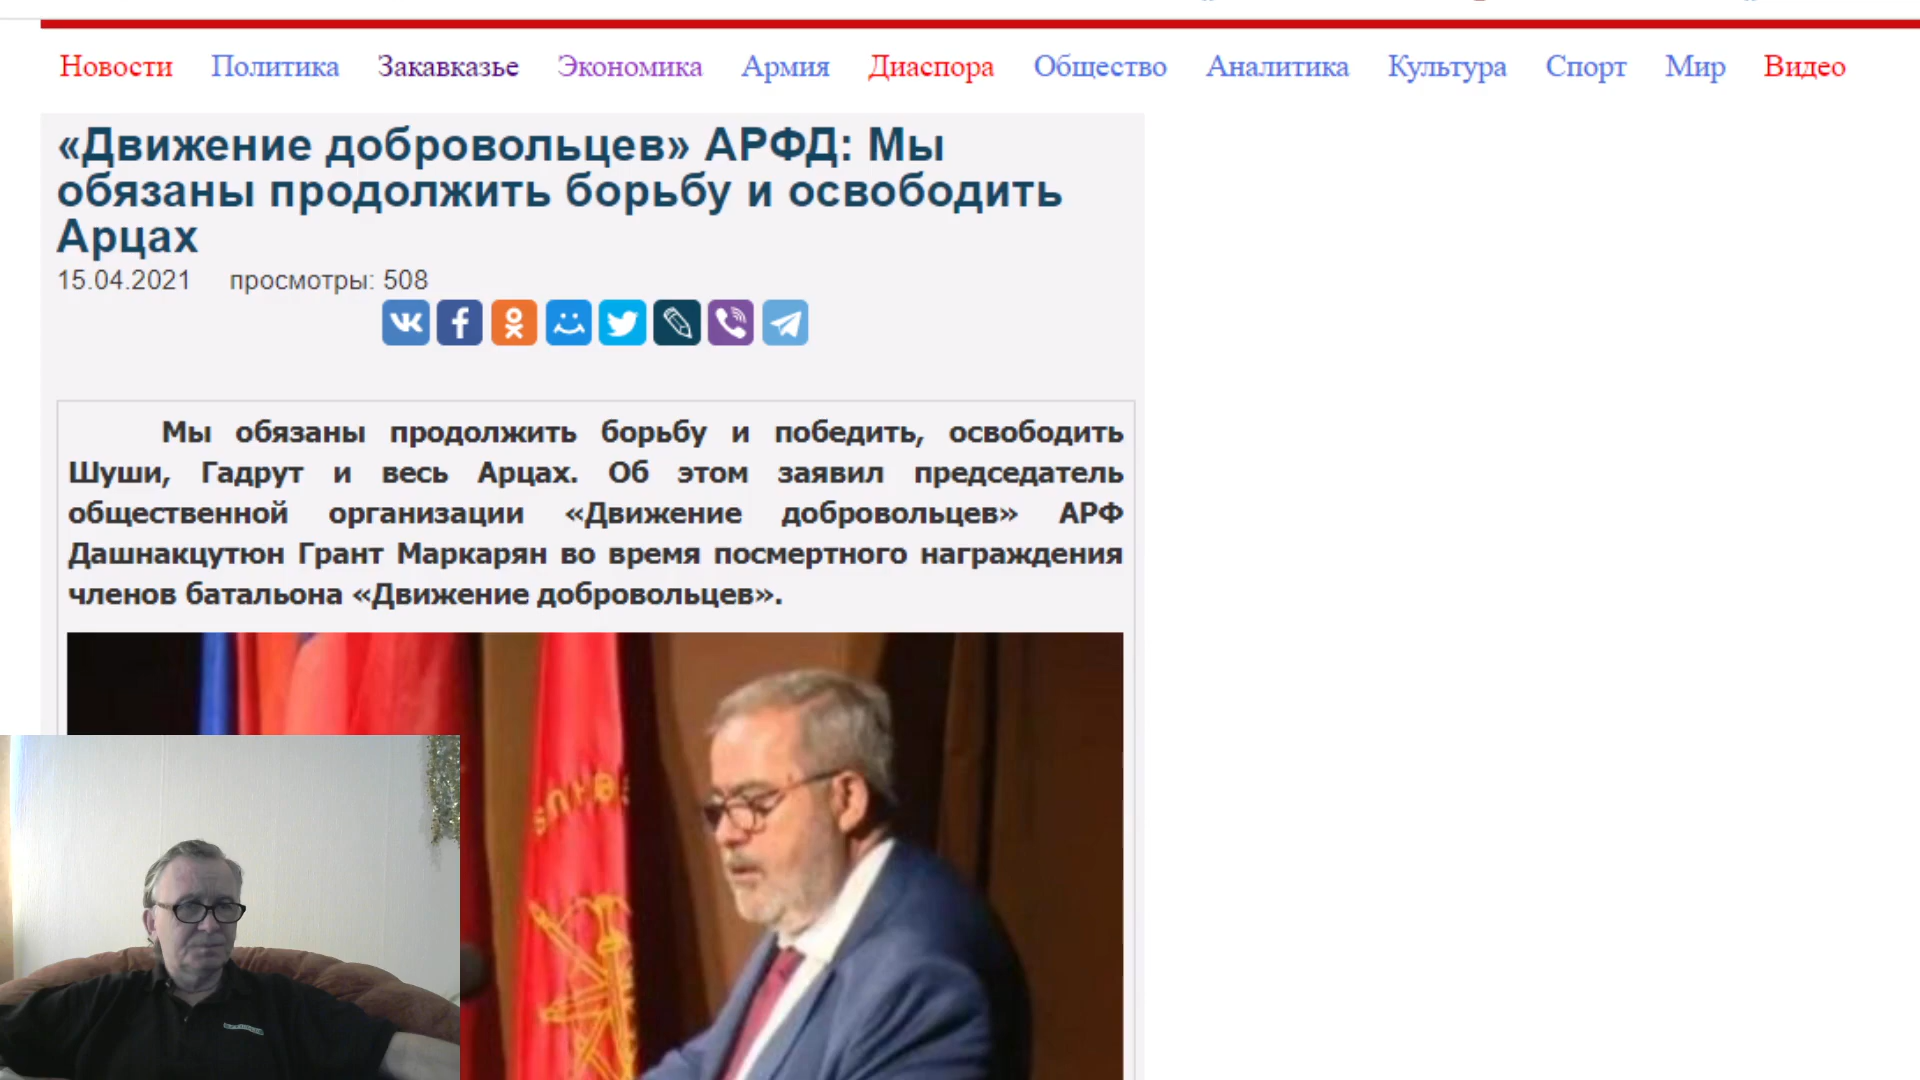 Новости Политика Закавказье Экономика Армия Диаспора Общество Аналитика Культура Спорт Мир Видео
«Движение добровольцев» АРФД: Мы
обязаны продолжить борьбу и освободить
Арцах
15.04.2021 просмотры: 508
Мы обязаны продолжить борьбу и победить, освободить
Шуши, Гадрут и весь Арцах. Об этом заявил председатель
общественной организации «Движение добровольцев» АРФ
Дашнакцутюн Грант Маркарян во время посмертного награждения
членов батальона «Движение добровольцев».